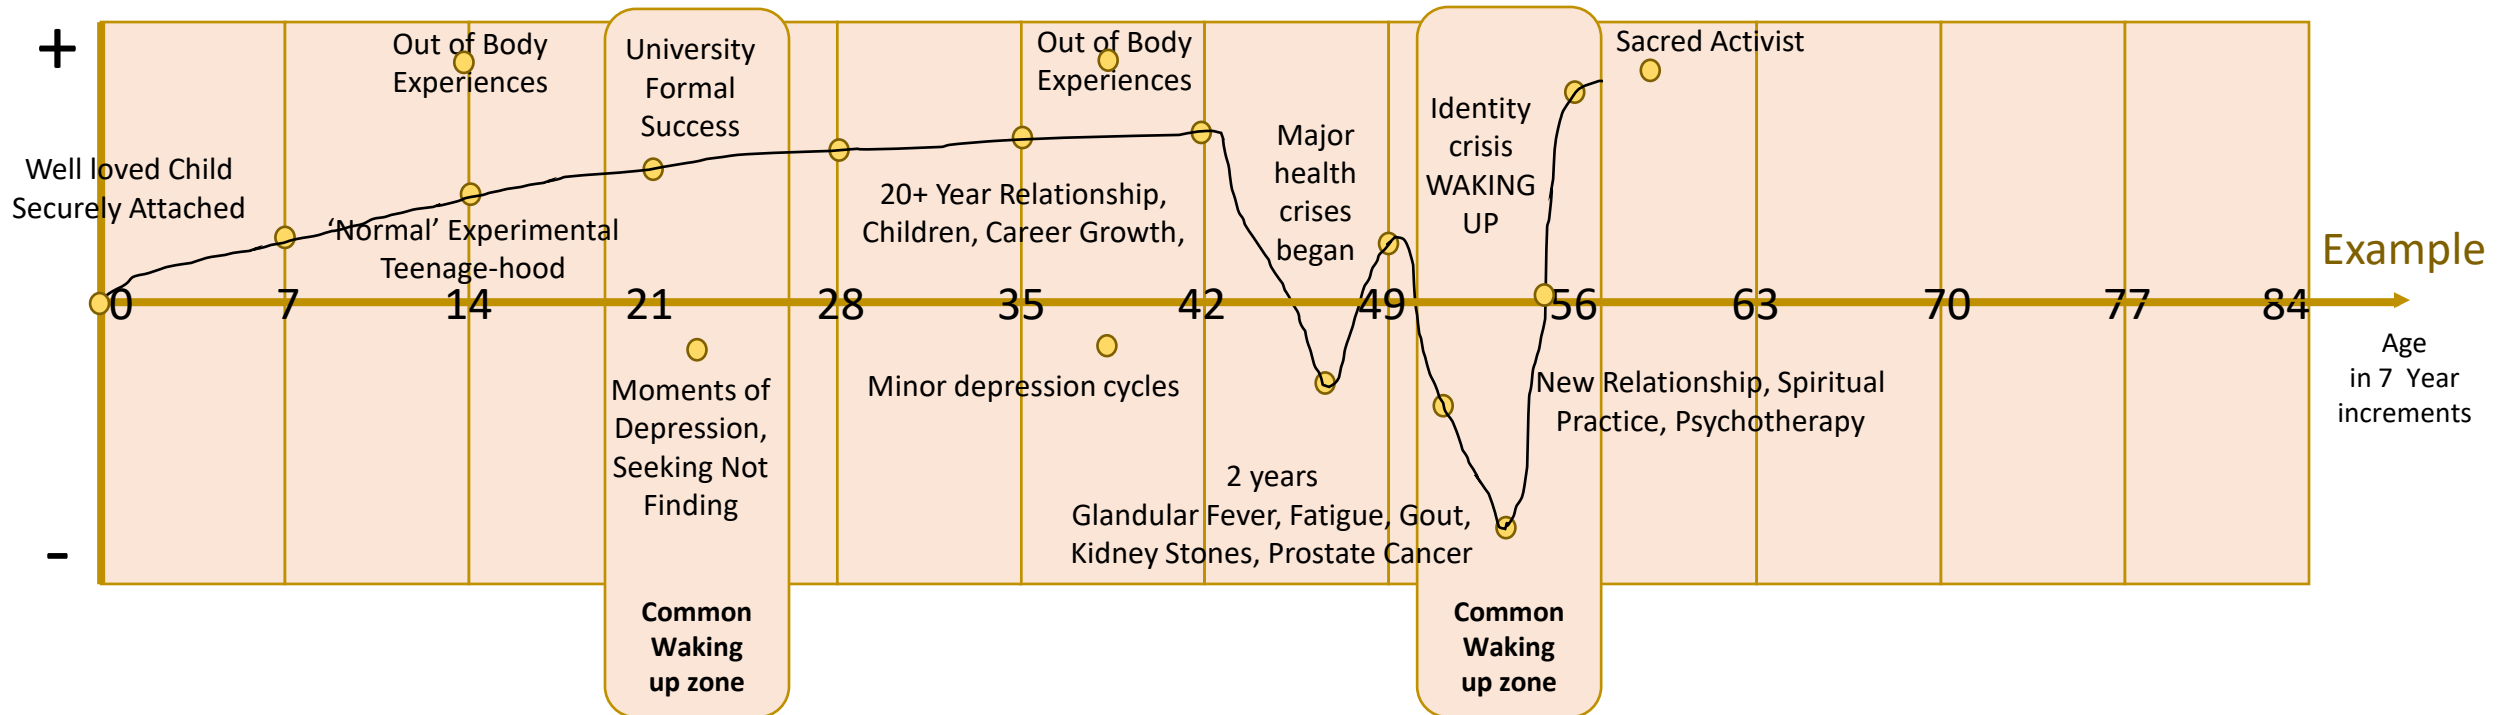 +
Out of Body
Experiences
University
Formal
Success
Out of Body
Experiences
Sacred Activist
Well loved Child
Securely Attached
‘Normal’ Experimental
Teenage-hood
20+ Year Relationship,
Children, Career Growth,
Major
health
crises
began
Identity
crisis
WAKING
UP
Example
0 7 14 21 28 35 42 49 56 63 70 77 84
Age
in 7 Year
increments
Moments of
Depression,
Seeking Not
Finding
Minor depression cycles
New Relationship, Spiritual
Practice, Psychotherapy
2 years
Glandular Fever, Fatigue, Gout,
Kidney Stones, Prostate Cancer
-
Common
Waking
up zone
Common
Waking
up zone